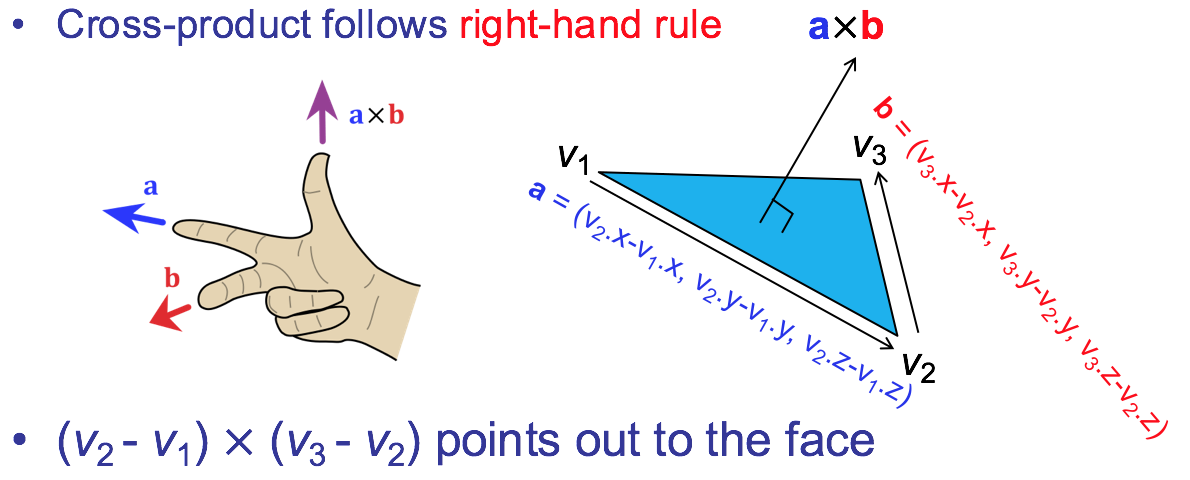 • Cross-product follows right-hand rule
a×b
a×b
a
b
v₁
v₃
v₂
a = (v₂.x-v₁.x, v₂.y-v₁.y, v₂.z-v₁.z)
b = (v₃.x-v₂.x, v₃.y-v₂.y, v₃.z-v₂.z)
• (v₂ - v₁) × (v₃ - v₂) points out to the face